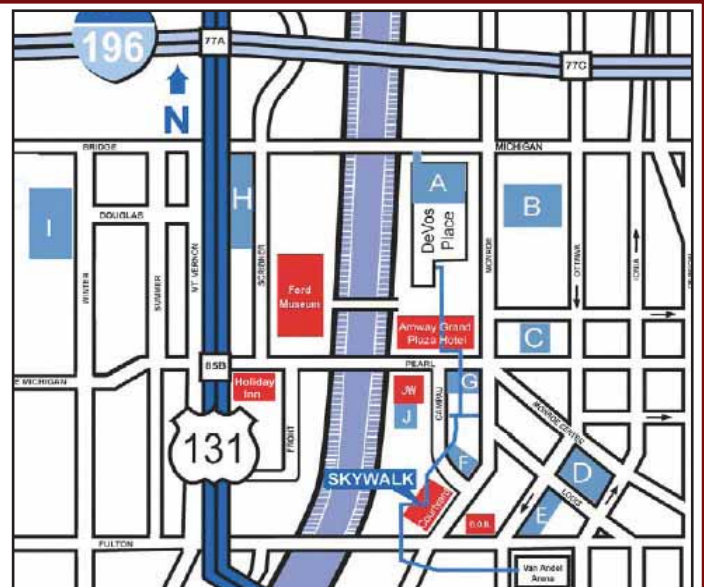 196
77A
77C
N
BRIDGE
MICHIGAN
A
B
H
I
DOUGLAS
DeVos
Place
WINTER
SUMMER
MT VERNON
SCRIBNER
MONROE
OTTAWA
IONIA
Ford
Museum
Amway Grand
Plaza Hotel
C
85B
PEARL
E MICHIGAN
Holiday
Inn
JW
J
CAMPAU
G
MONROE CENTER
FRONT
131
F
D
SKYWALK
Courtyard
B.O.B.
E
LOUIS
FULTON
Van Andel
Arena